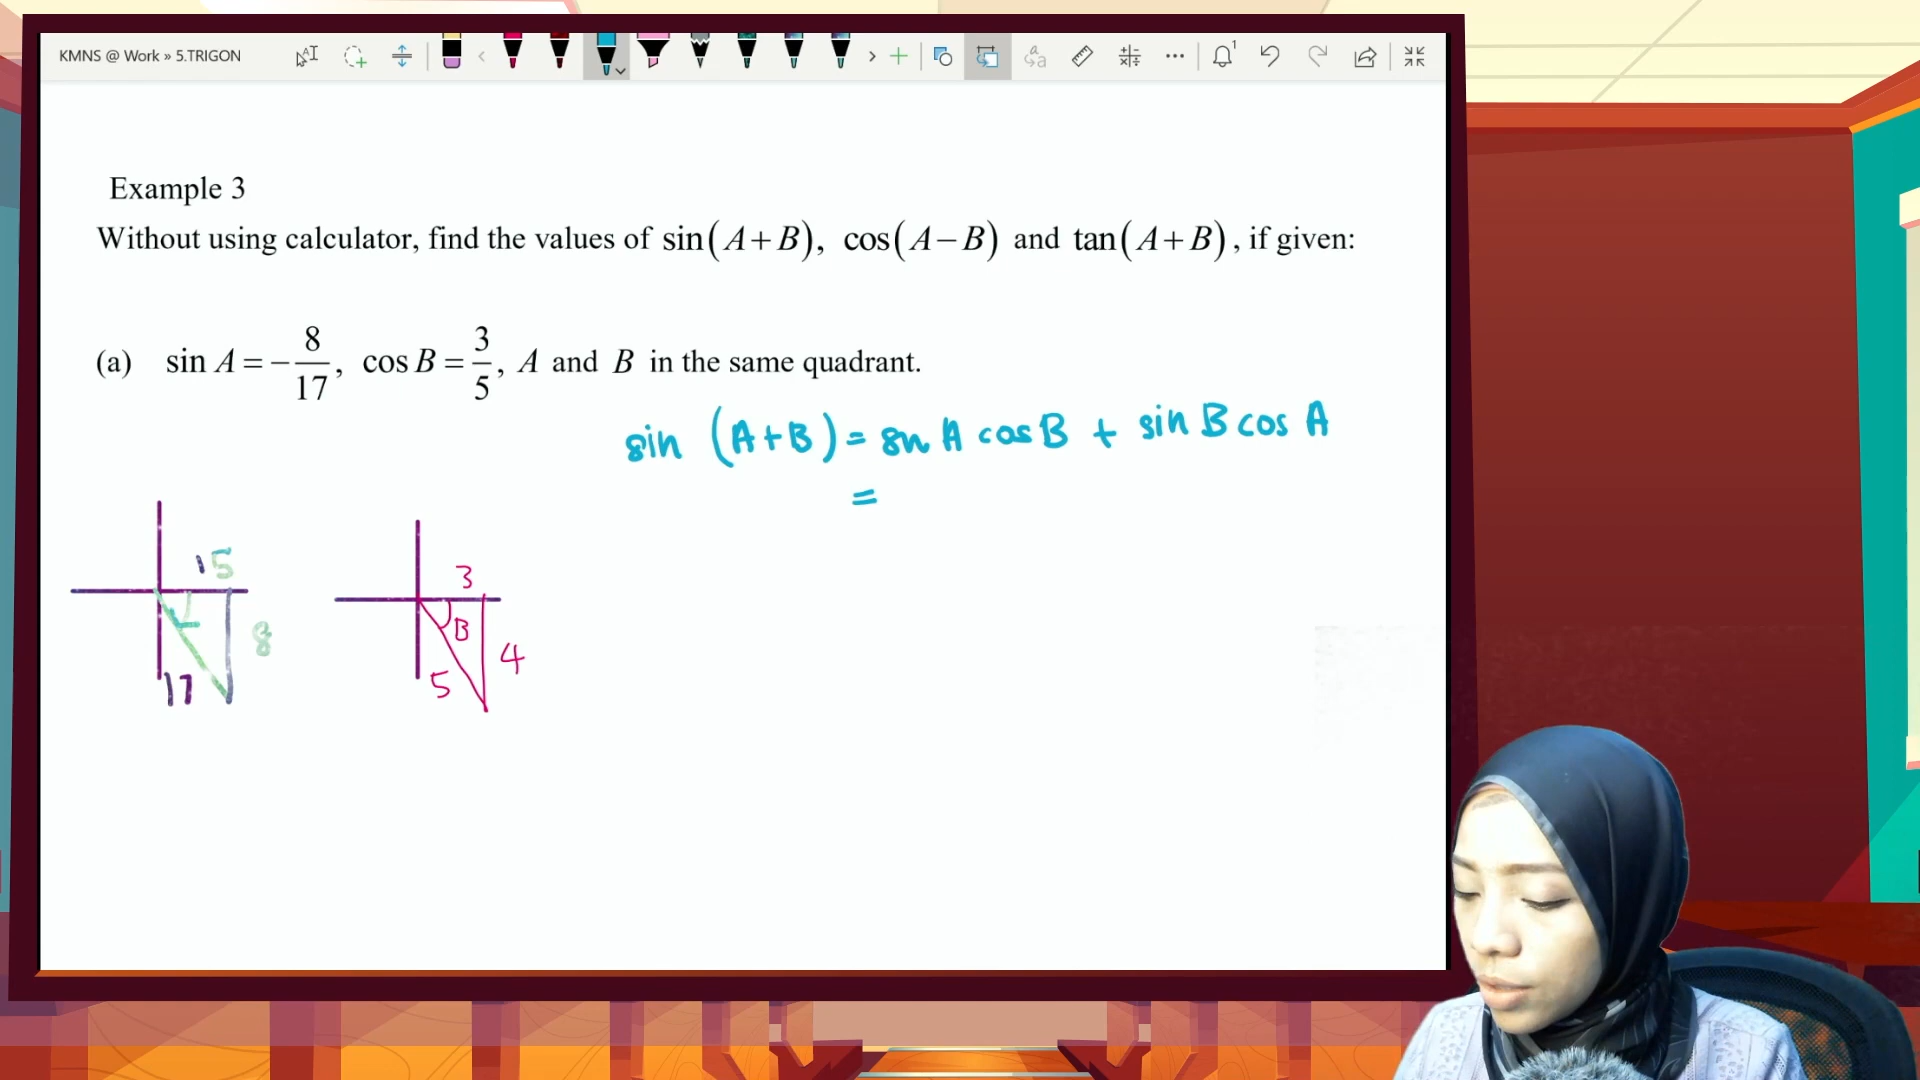 KMNS @ Work » 5.TRIGON
Example 3
Without using calculator, find the values of sin(A+B), cos(A−B) and tan(A+B), if given:
(a) sin A = −8/17, cos B = 3/5, A and B in the same quadrant.
sin (A+B) = sin A cos B + sin B cos A
=
15
8
17
3
B
4
5